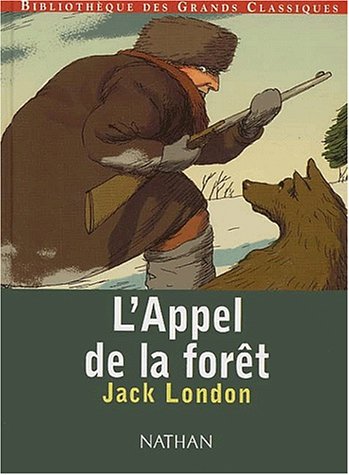 BIBLIOTHÈQUE DES GRANDS CLASSIQUES
L'Appel
de la forêt
Jack London
NATHAN